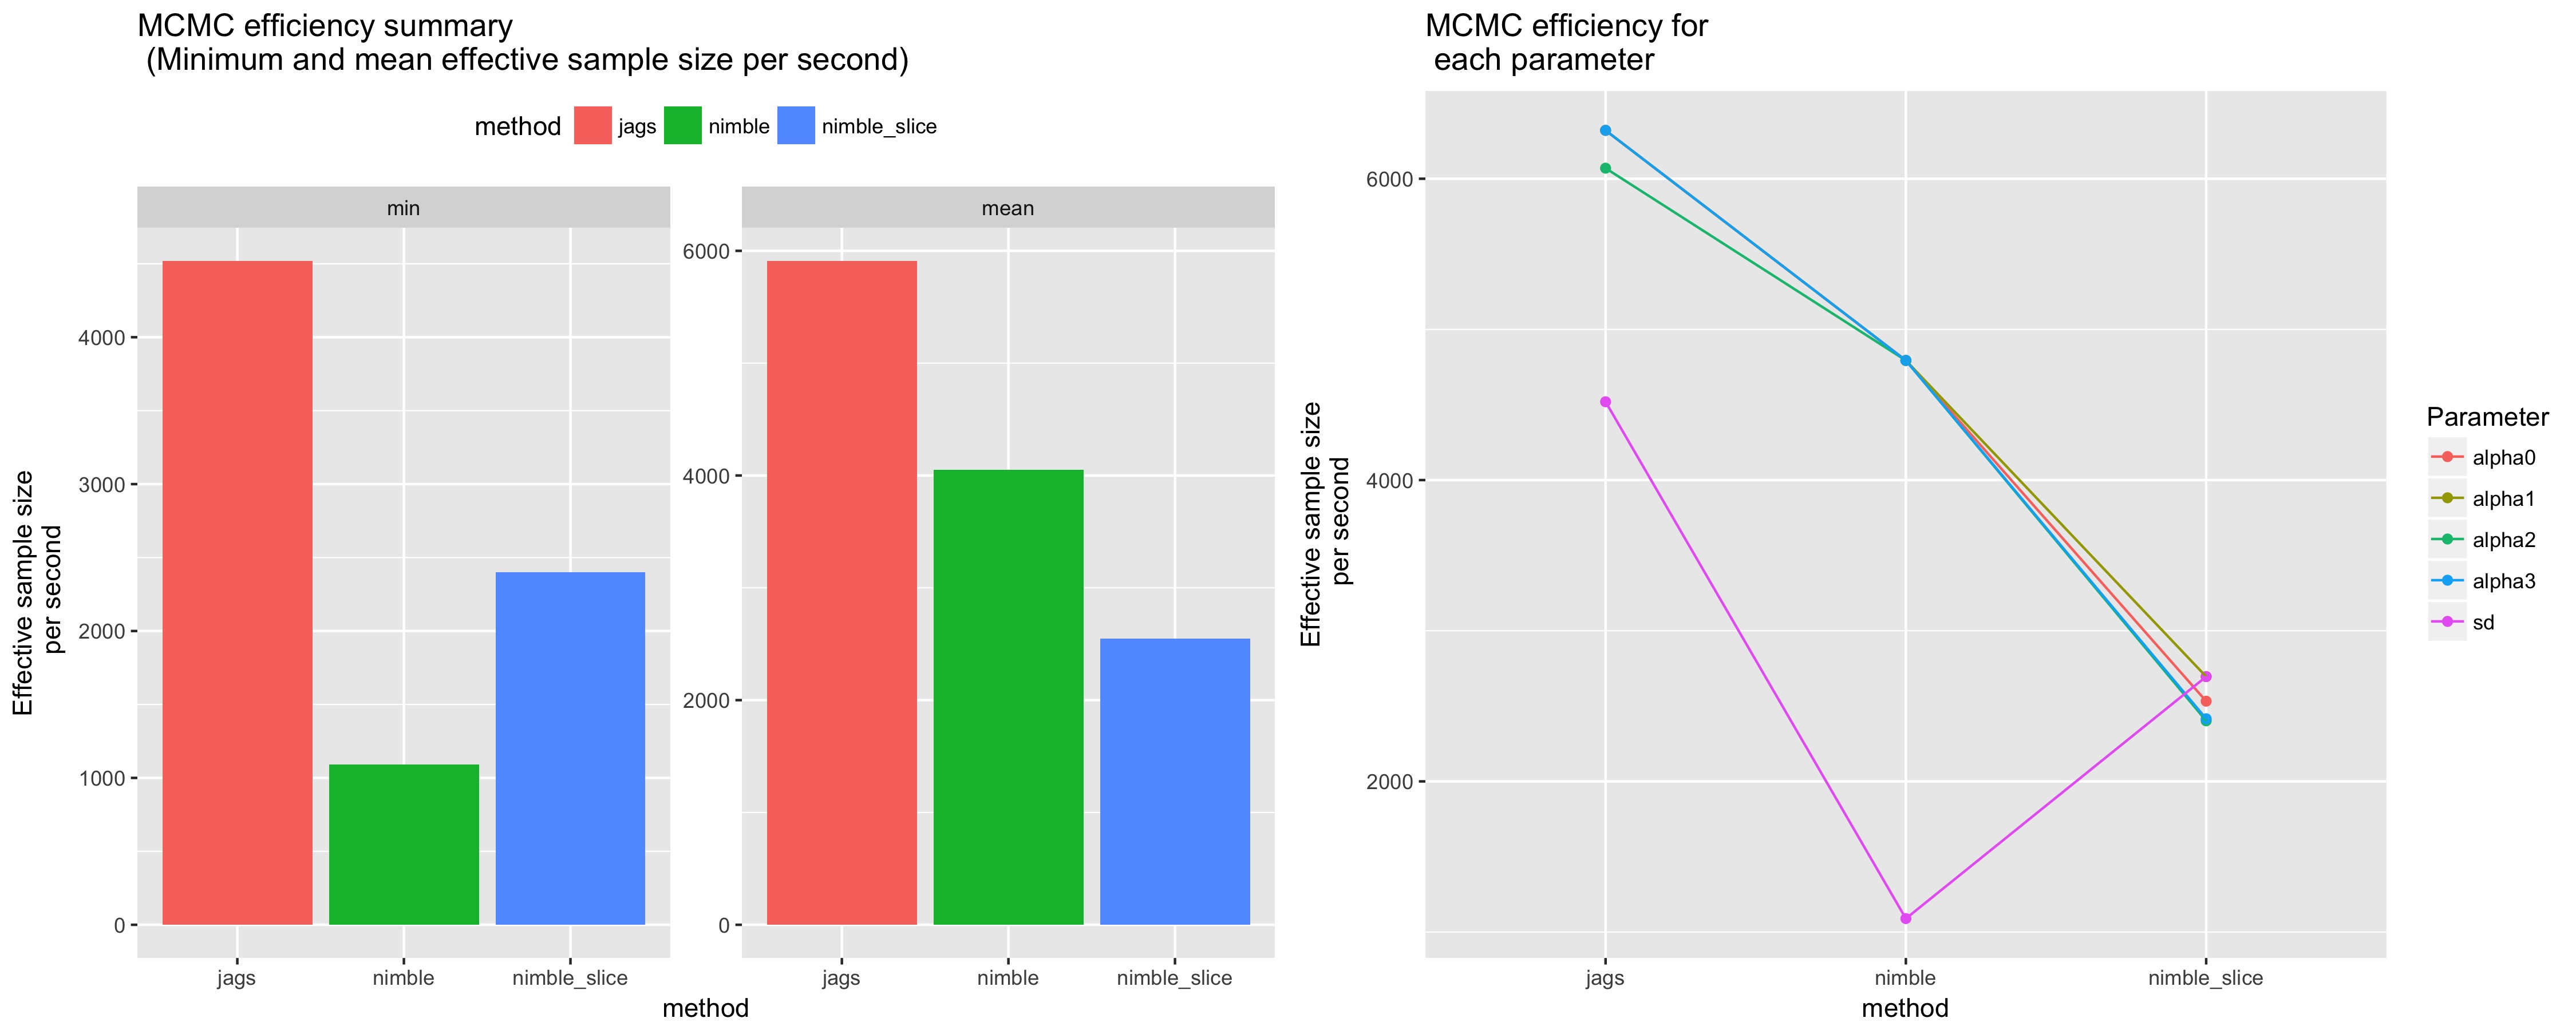 MCMC efficiency summary
(Minimum and mean effective sample size per second)
method jags nimble nimble_slice
min
mean
Effective sample size
per second
4000
3000
2000
1000
0
6000
4000
2000
0
jags nimble nimble_slice
jags nimble nimble_slice
method
MCMC efficiency for
each parameter
Effective sample size
per second
6000
4000
2000
jags nimble nimble_slice
method
Parameter
alpha0
alpha1
alpha2
alpha3
sd